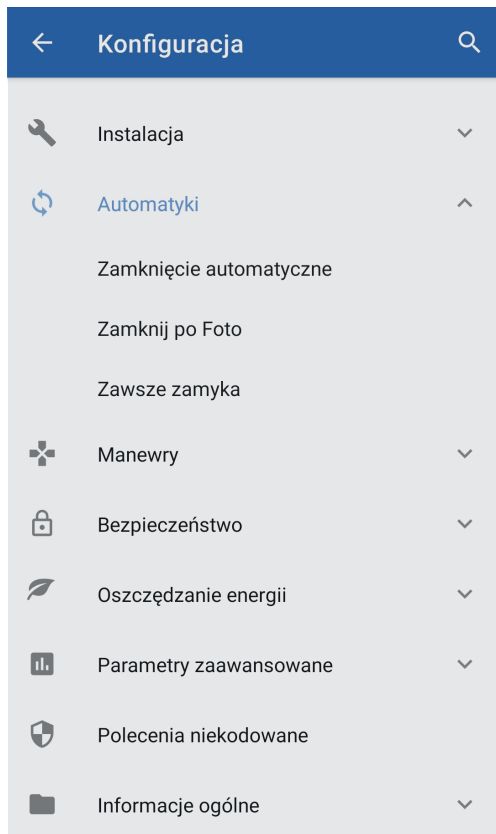 Konfiguracja
Instalacja
Automatyki
Zamknięcie automatyczne
Zamknij po Foto
Zawsze zamyka
Manewry
Bezpieczeństwo
Oszczędzanie energii
Parametry zaawansowane
Polecenia niekodowane
Informacje ogólne